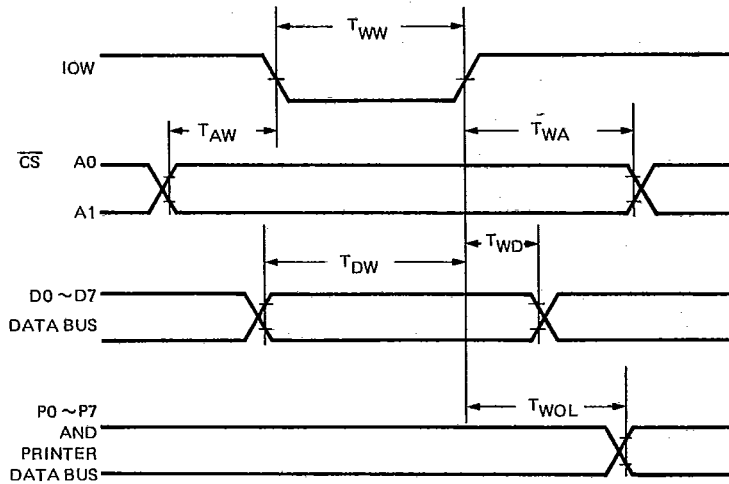 T_WW
IOW
T_AW
T_WA
CS A0
A1
T_WD
T_DW
D0 ~ D7
DATA BUS
P0 ~ P7
T_WOL
AND
PRINTER
DATA BUS